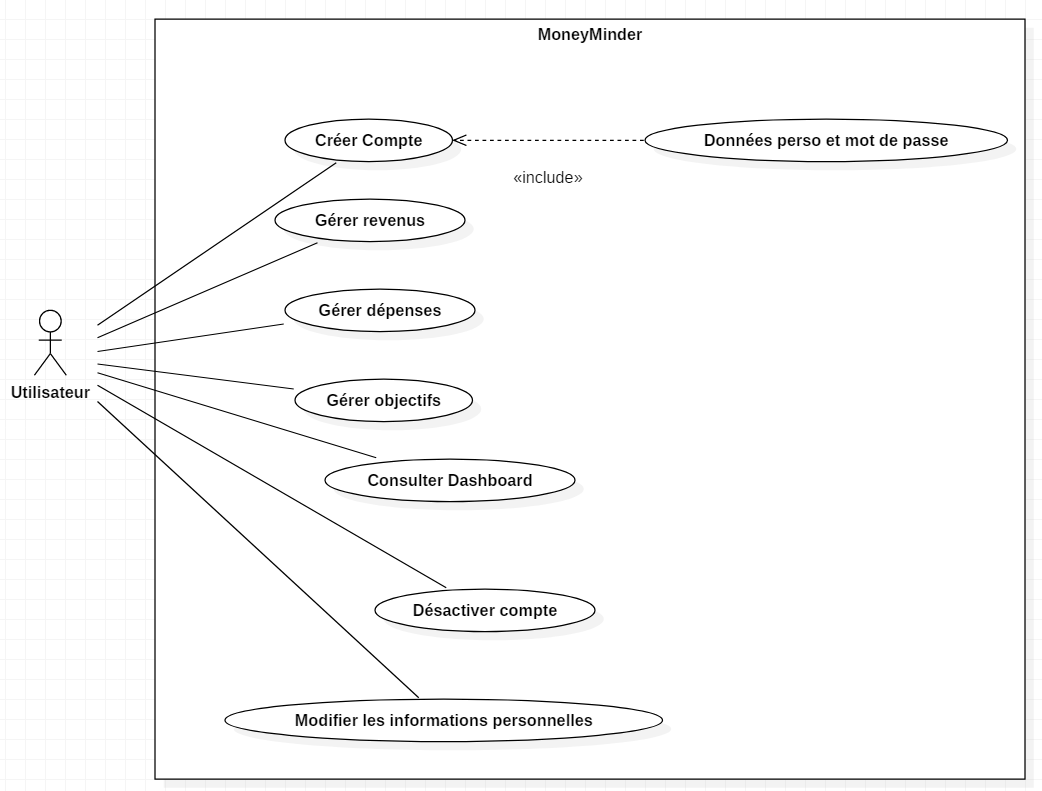 MoneyMinder
Créer Compte
Données perso et mot de passe
«include»
Gérer revenus
Gérer dépenses
Utilisateur
Gérer objectifs
Consulter Dashboard
Désactiver compte
Modifier les informations personnelles